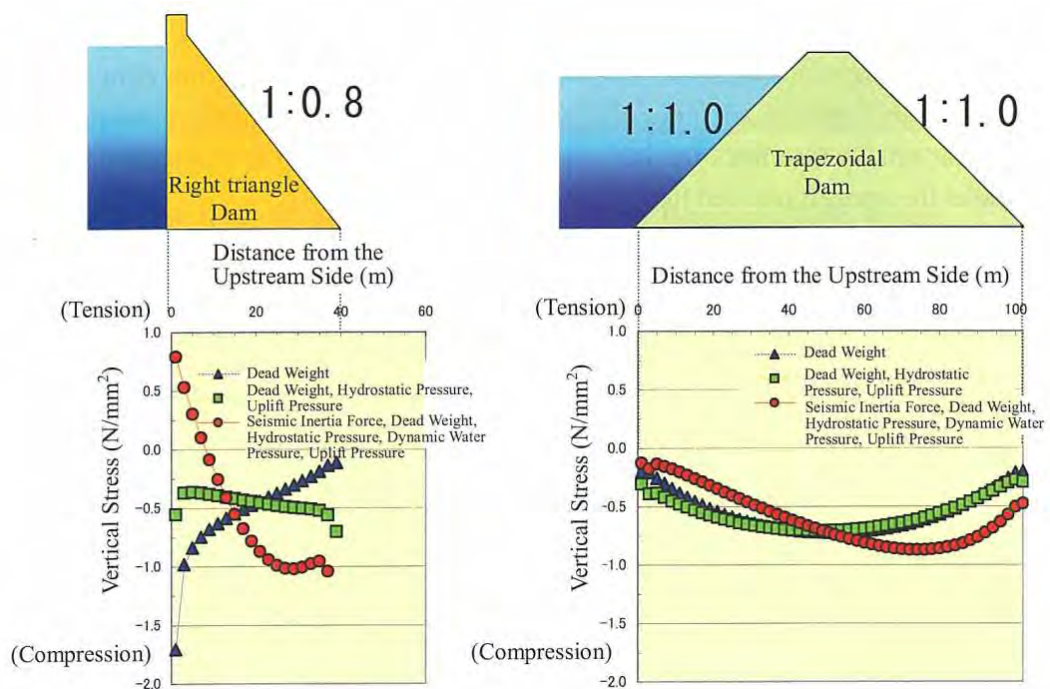 1:0.8
Right triangle
Dam
1:1.0
1:1.0
Trapezoidal
Dam
Distance from the
Upstream Side (m)
(Tension)
0
20
40
60
1.0
0.5
0.0
-0.5
-1.0
-1.5
-2.0
Vertical Stress (N/mm²)
Dead Weight
Dead Weight, Hydrostatic Pressure,
Uplift Pressure
Seismic Inertia Force, Dead Weight,
Hydrostatic Pressure, Dynamic Water
Pressure, Uplift Pressure
(Compression)
Distance from the Upstream Side (m)
(Tension)
0
20
40
60
80
100
1.0
0.5
0.0
-0.5
-1.0
-1.5
-2.0
Vertical Stress (N/mm²)
Dead Weight
Dead Weight, Hydrostatic
Pressure, Uplift Pressure
Seismic Inertia Force, Dead Weight,
Hydrostatic Pressure, Dynamic Water
Pressure, Uplift Pressure
(Compression)